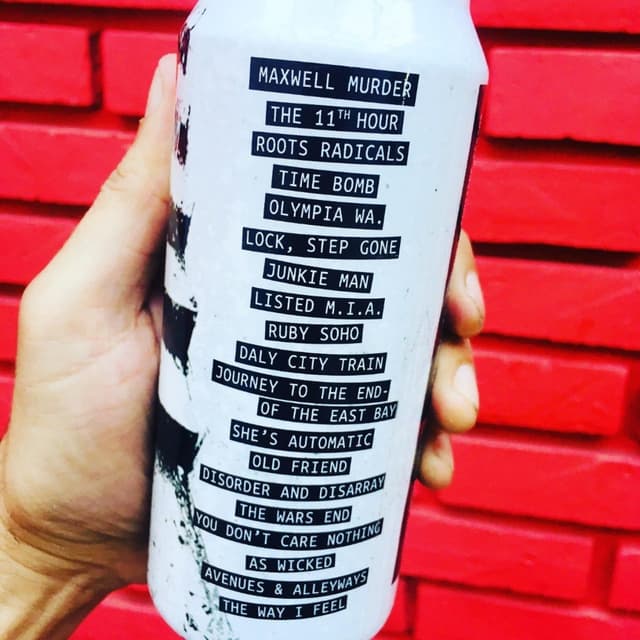 MAXWELL MURDER
THE 11TH HOUR
ROOTS RADICALS
TIME BOMB
OLYMPIA WA.
LOCK, STEP GONE
JUNKIE MAN
LISTED M.I.A.
RUBY SOHO
DALY CITY TRAIN
JOURNEY TO THE END-
OF THE EAST BAY
SHE'S AUTOMATIC
OLD FRIEND
DISORDER AND DISARRAY
THE WARS END
YOU DON'T CARE NOTHING
AS WICKED
AVENUES & ALLEYWAYS
THE WAY I FEEL